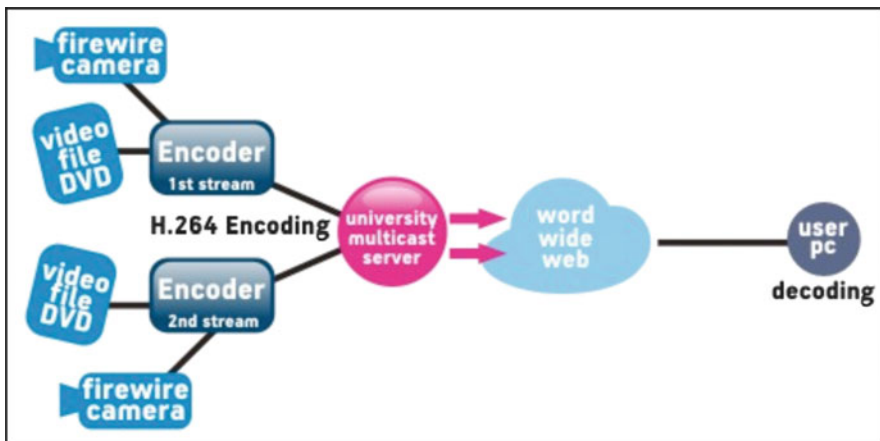 firewire
camera
video
file
DVD
Encoder
1st stream
H.264 Encoding
university
multicast
server
word
wide
web
user
pc
decoding
video
file
DVD
Encoder
2nd stream
firewire
camera